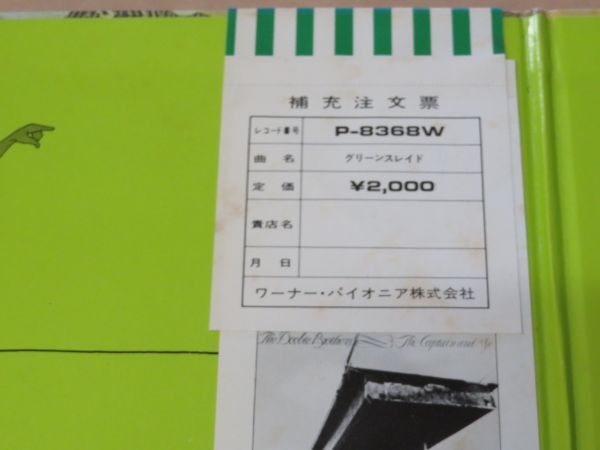 補充注文票
レコード番号 P-8368W
曲名 グリーンスレイド
定価 ¥2,000
貴店名
月日
ワーナー・パイオニア株式会社
The Doobie Brothers The Captain and Me